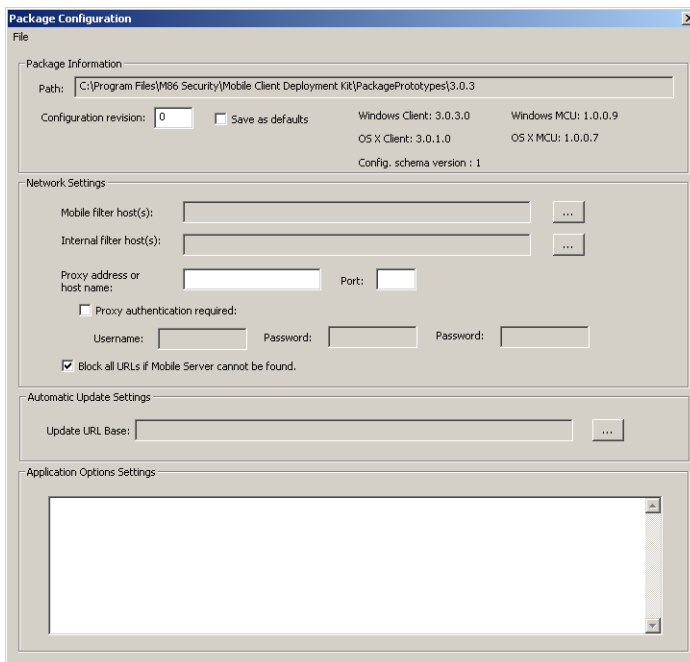 Package Configuration
File
Package Information
Path: C:\Program Files\M86 Security\Mobile Client Deployment Kit\PackagePrototypes\3.0.3
Configuration revision: 0 Save as defaults Windows Client: 3.0.3.0 Windows MCU: 1.0.0.9
OS X Client: 3.0.1.0 OS X MCU: 1.0.0.7
Config. schema version : 1
Network Settings
Mobile filter host(s): ...
Internal filter host(s): ...
Proxy address or
host name: Port:
Proxy authentication required:
Username: Password: Password:
Block all URLs if Mobile Server cannot be found.
Automatic Update Settings
Update URL Base: ...
Application Options Settings